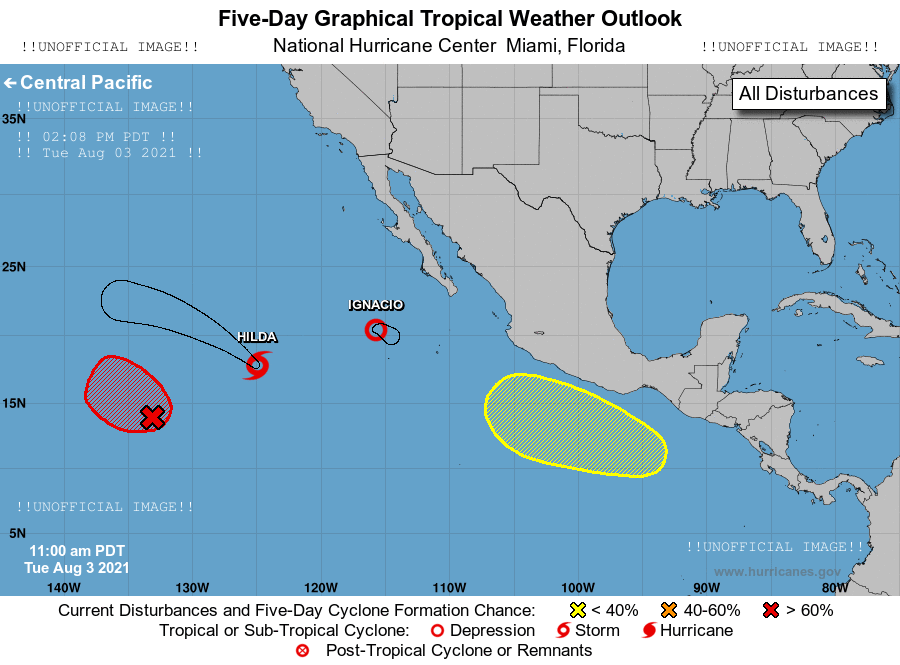 Five-Day Graphical Tropical Weather Outlook
!!UNOFFICIAL IMAGE!! National Hurricane Center Miami, Florida !!UNOFFICIAL IMAGE!!
← Central Pacific
All Disturbances
!!UNOFFICIAL IMAGE!!
35N
!! 02:08 PM PDT !!
!! Tue Aug 03 2021 !!
25N
IGNACIO
HILDA
15N
!!UNOFFICIAL IMAGE!!
5N
!!UNOFFICIAL IMAGE!!
11:00 am PDT
Tue Aug 3 2021
www.hurricanes.gov
140W 130W 120W 110W 100W 90W 80W
Current Disturbances and Five-Day Cyclone Formation Chance: < 40% 40-60% > 60%
Tropical or Sub-Tropical Cyclone: Depression Storm Hurricane
Post-Tropical Cyclone or Remnants